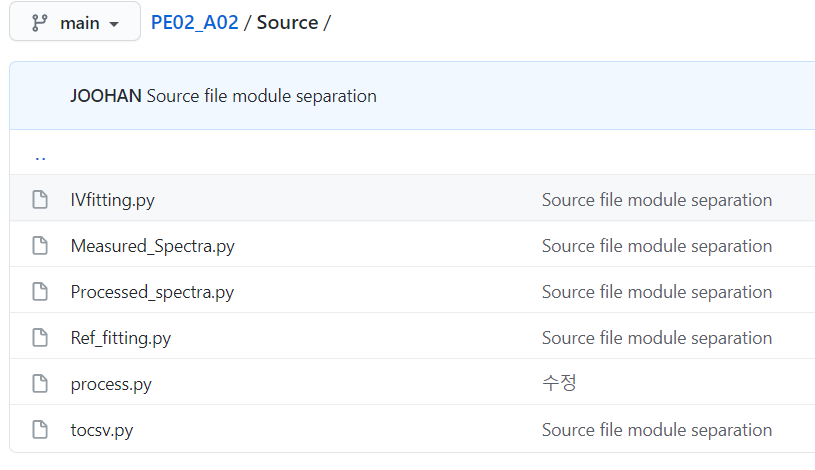 main PE02_A02 / Source /
JOOHAN Source file module separation
..
IVfitting.py Source file module separation
Measured_Spectra.py Source file module separation
Processed_spectra.py Source file module separation
Ref_fitting.py Source file module separation
process.py 수정
tocsv.py Source file module separation